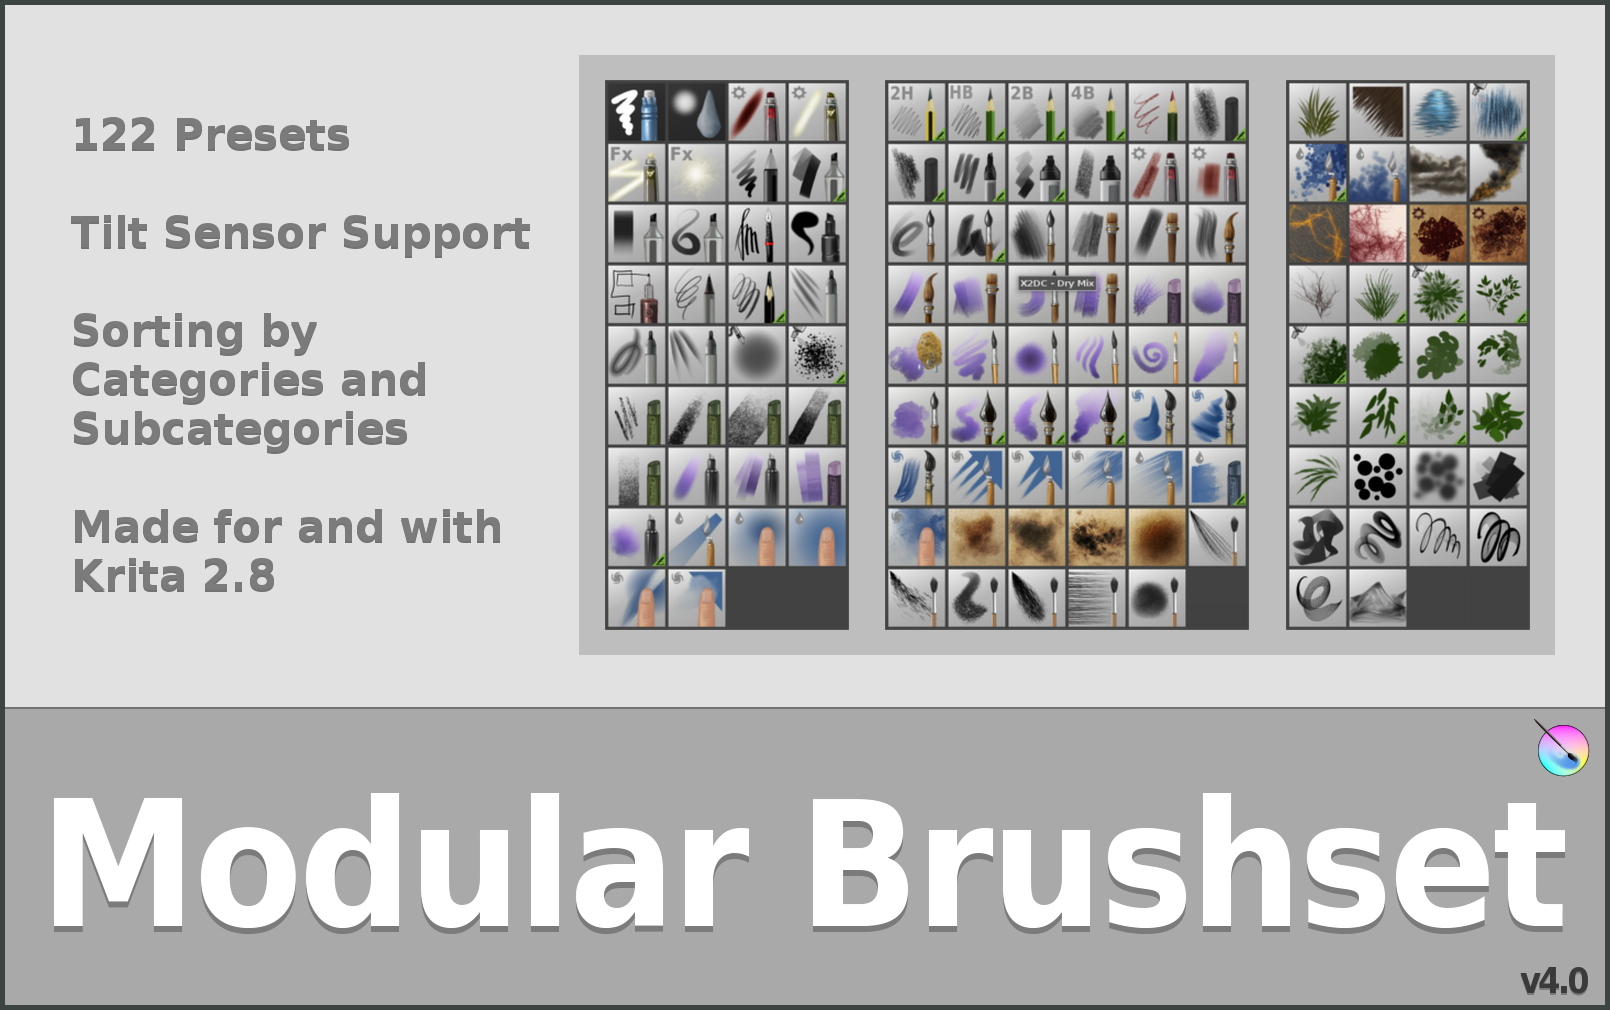 122 Presets
Tilt Sensor Support
Sorting by
Categories and
Subcategories
Made for and with
Krita 2.8
Fx Fx
2H HB 2B 4B
X2DC - Dry Mix
Modular Brushset
v4.0